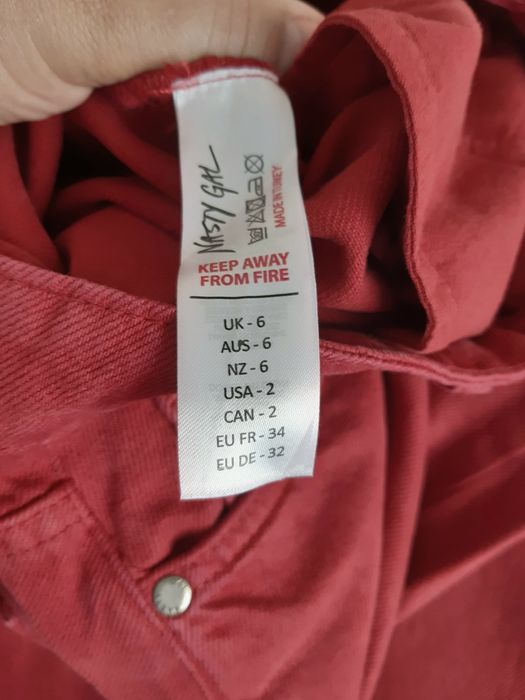 NASTY GAL
MADE IN TURKEY
KEEP AWAY
FROM FIRE
UK - 6
AUS - 6
NZ - 6
USA - 2
CAN - 2
EU FR - 34
EU DE - 32